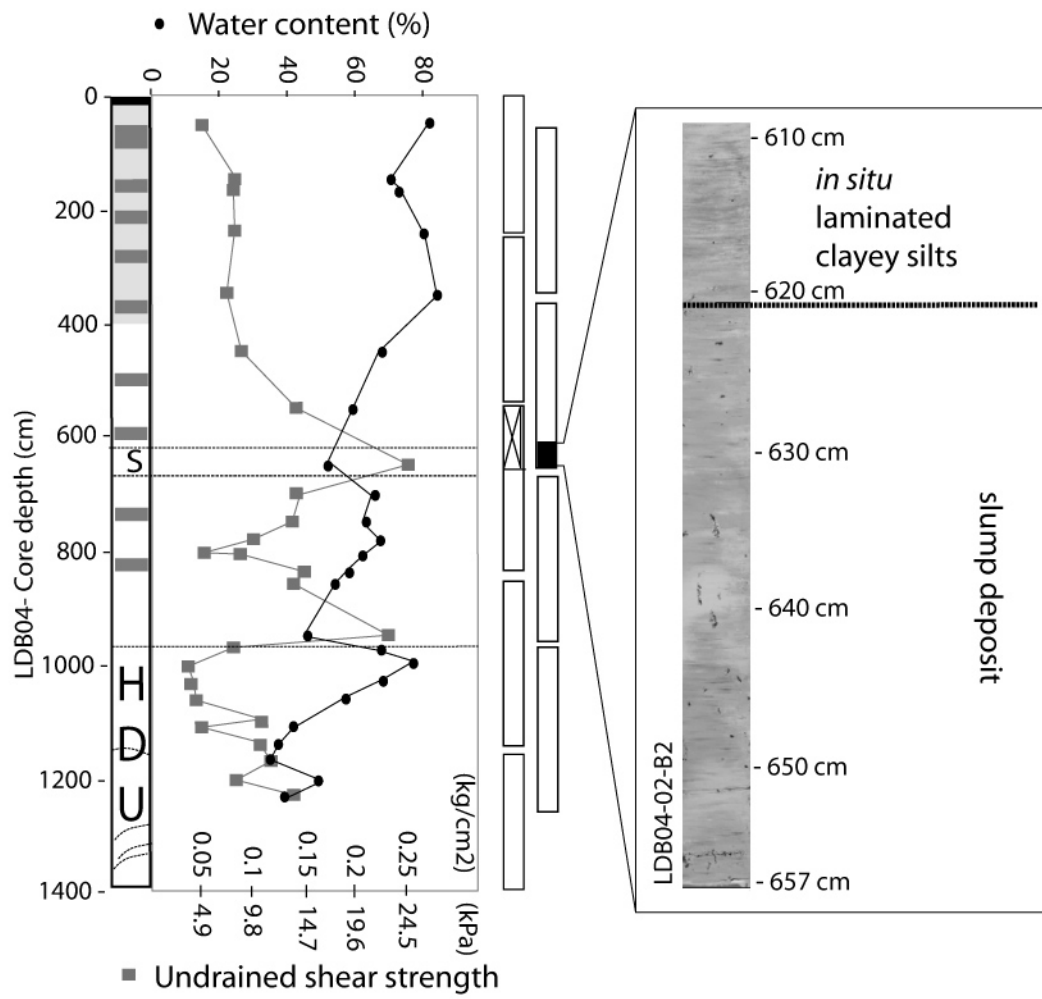 Water content (%)
0
20
40
60
80
0
200
400
600
800
1000
1200
1400
LDB04- Core depth (cm)
S
H
D
U
0.05
0.1
0.15
0.2
0.25
(kg/cm2)
4.9
9.8
14.7
19.6
24.5
(kPa)
Undrained shear strength
610 cm
in situ
laminated
clayey silts
620 cm
630 cm
640 cm
650 cm
657 cm
slump deposit
LDB04-02-B2